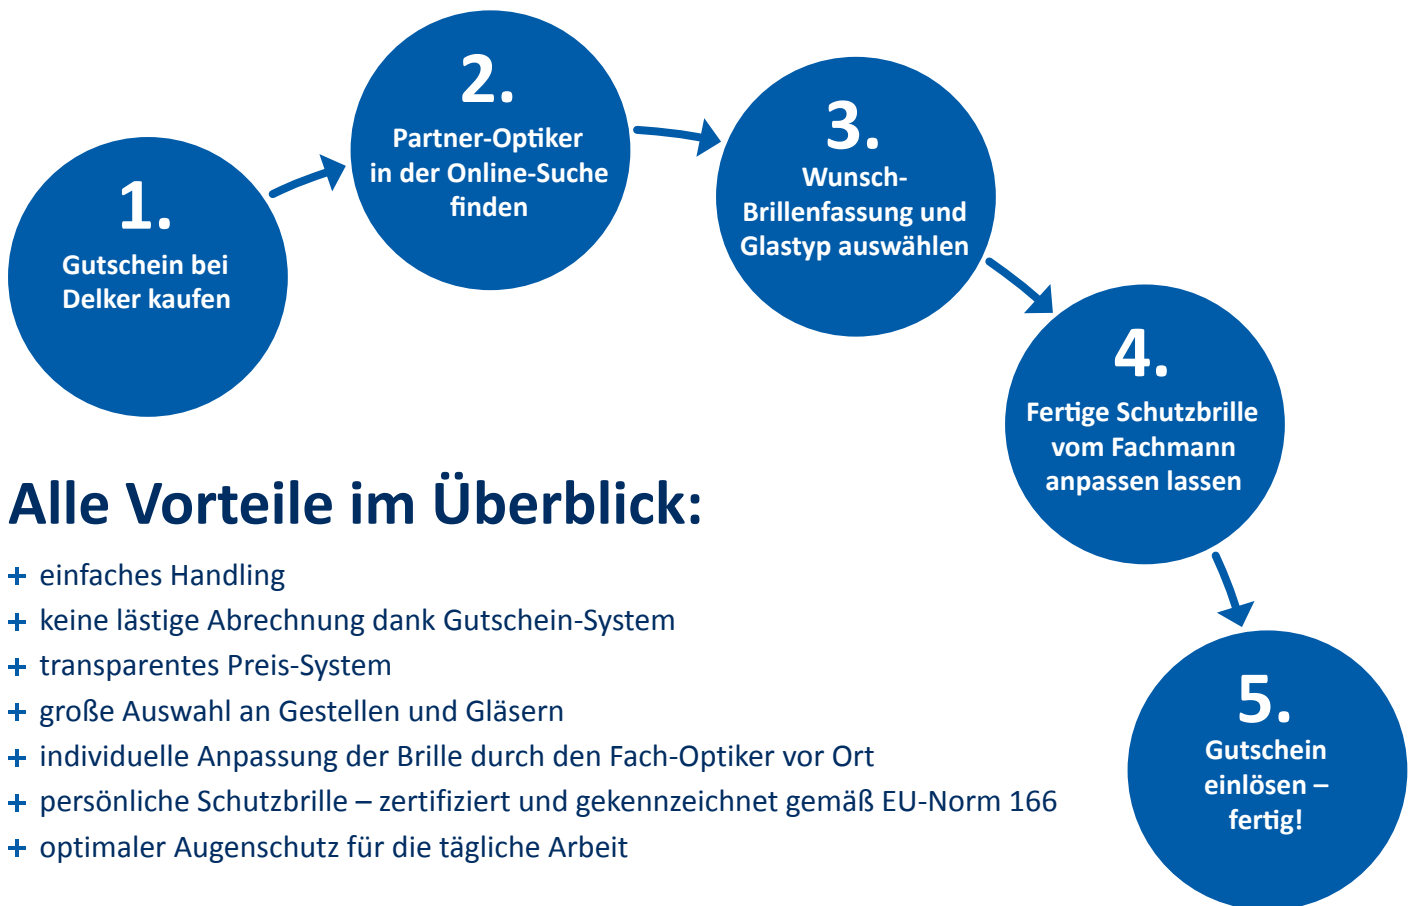 1.
Gutschein bei
Delker kaufen
2.
Partner-Optiker
in der Online-Suche
finden
3.
Wunsch-
Brillenfassung und
Glastyp auswählen
4.
Fertige Schutzbrille
vom Fachmann
anpassen lassen
5.
Gutschein
einlösen –
fertig!
Alle Vorteile im Überblick:
+ einfaches Handling
+ keine lästige Abrechnung dank Gutschein-System
+ transparentes Preis-System
+ große Auswahl an Gestellen und Gläsern
+ individuelle Anpassung der Brille durch den Fach-Optiker vor Ort
+ persönliche Schutzbrille – zertifiziert und gekennzeichnet gemäß EU-Norm 166
+ optimaler Augenschutz für die tägliche Arbeit